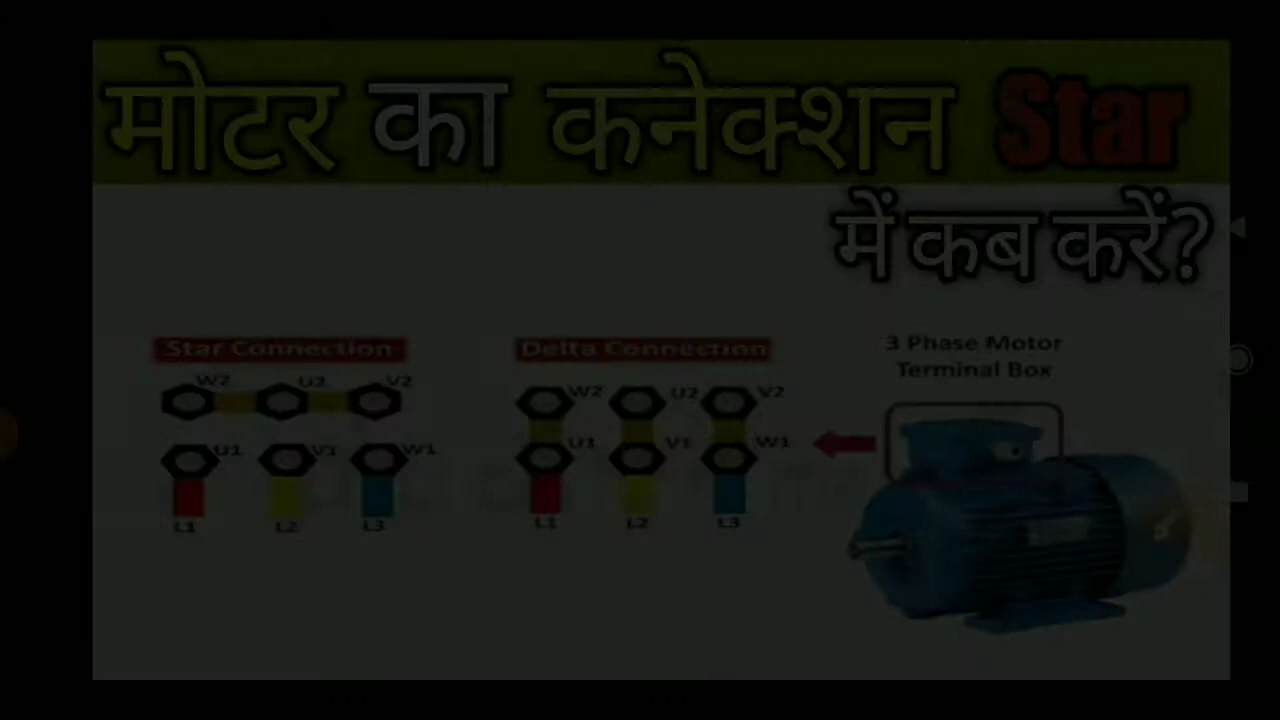 मोटर का कनेक्शन Star
में कब करें?
Star Connection
W2 U2 V2
U1 V1 W1
L1 L2 L3
Delta Connection
W2 U2 V2
U1 V1 W1
L1 L2 L3
3 Phase Motor
Terminal Box